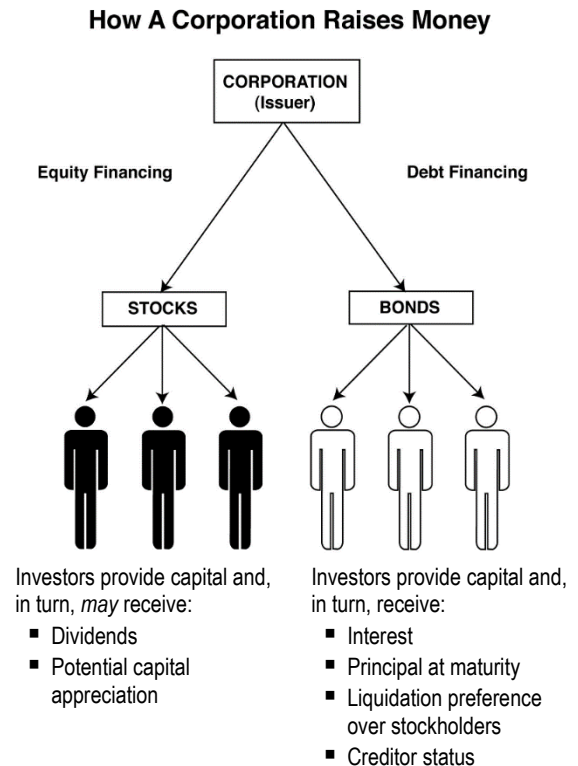 How A Corporation Raises Money
CORPORATION
(Issuer)
Equity Financing
Debt Financing
STOCKS
BONDS
Investors provide capital and,
in turn, may receive:
▪ Dividends
▪ Potential capital
appreciation
Investors provide capital and,
in turn, receive:
▪ Interest
▪ Principal at maturity
▪ Liquidation preference
over stockholders
▪ Creditor status